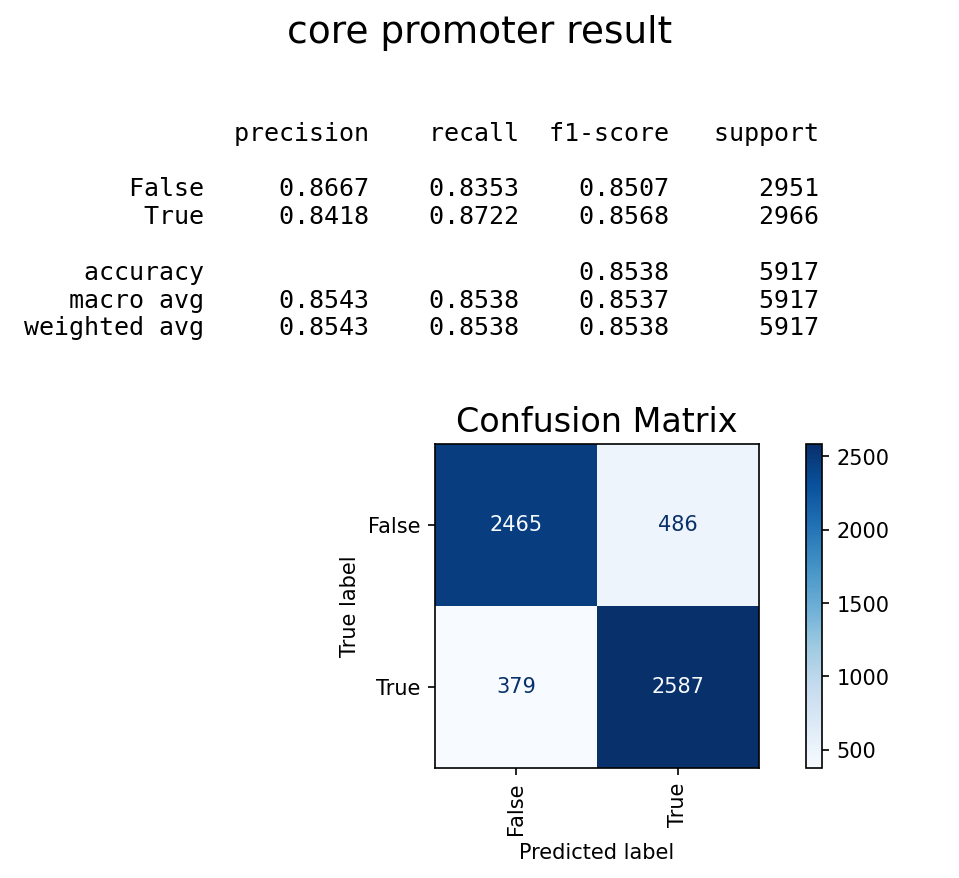 core promoter result
precision recall f1-score support
False 0.8667 0.8353 0.8507 2951
True 0.8418 0.8722 0.8568 2966
accuracy 0.8538 5917
macro avg 0.8543 0.8538 0.8537 5917
weighted avg 0.8543 0.8538 0.8538 5917
Confusion Matrix
2500
2000
1500
1000
500
True label
False 2465 486
True 379 2587
False True
Predicted label